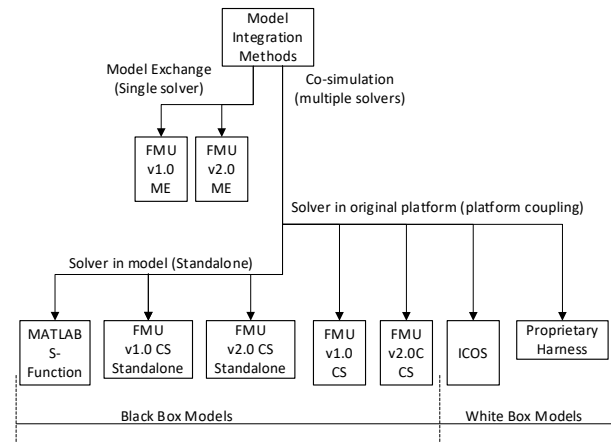 Model
Integration
Methods
Model Exchange
(Single solver)
Co-simulation
(multiple solvers)
FMU
v1.0
ME
FMU
v2.0
ME
Solver in original platform (platform coupling)
Solver in model (Standalone)
MATLAB
S-
Function
FMU
v1.0 CS
Standalone
FMU
v2.0 CS
Standalone
FMU
v1.0
CS
FMU
v2.0C
CS
ICOS
Proprietary
Harness
Black Box Models
White Box Models